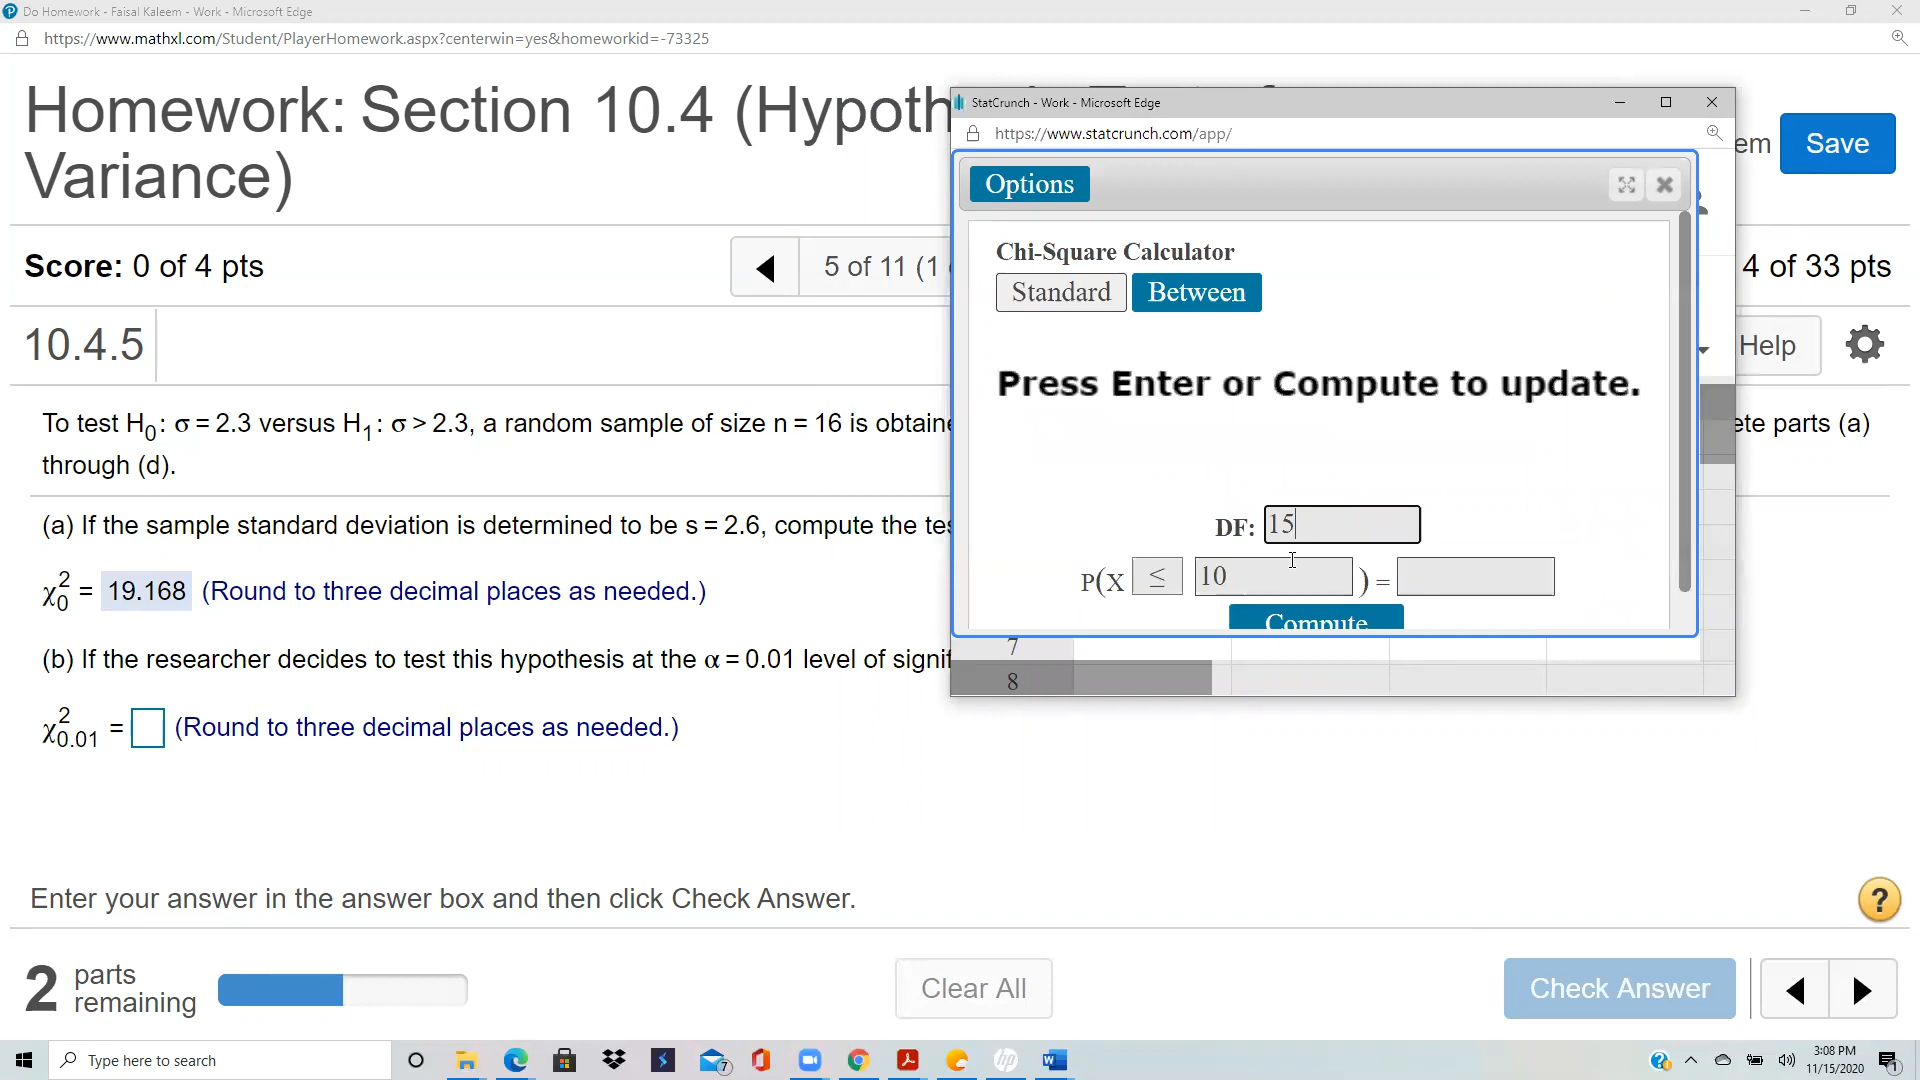 Do Homework - Faisal Kaleem - Work - Microsoft Edge
https://www.mathxl.com/Student/PlayerHomework.aspx?centerwin=yes&homeworkid=-73325
Homework: Section 10.4 (Hypoth
Variance)
Save
Score: 0 of 4 pts
5 of 11 (1
4 of 33 pts
10.4.5
Help
To test H0: σ = 2.3 versus H1: σ > 2.3, a random sample of size n = 16 is obtaine
ete parts (a)
through (d).
(a) If the sample standard deviation is determined to be s = 2.6, compute the tes
χ²0 = 19.168 (Round to three decimal places as needed.)
(b) If the researcher decides to test this hypothesis at the α = 0.01 level of signif
χ²0.01 = (Round to three decimal places as needed.)
StatCrunch - Work - Microsoft Edge
https://www.statcrunch.com/app/
em
Options
Chi-Square Calculator
Standard Between
Press Enter or Compute to update.
DF: 15
P(X ≤ 10 ) =
Compute
7
8
Enter your answer in the answer box and then click Check Answer.
?
2 parts remaining
Clear All
Check Answer
Type here to search
7
3:08 PM
11/15/2020
1